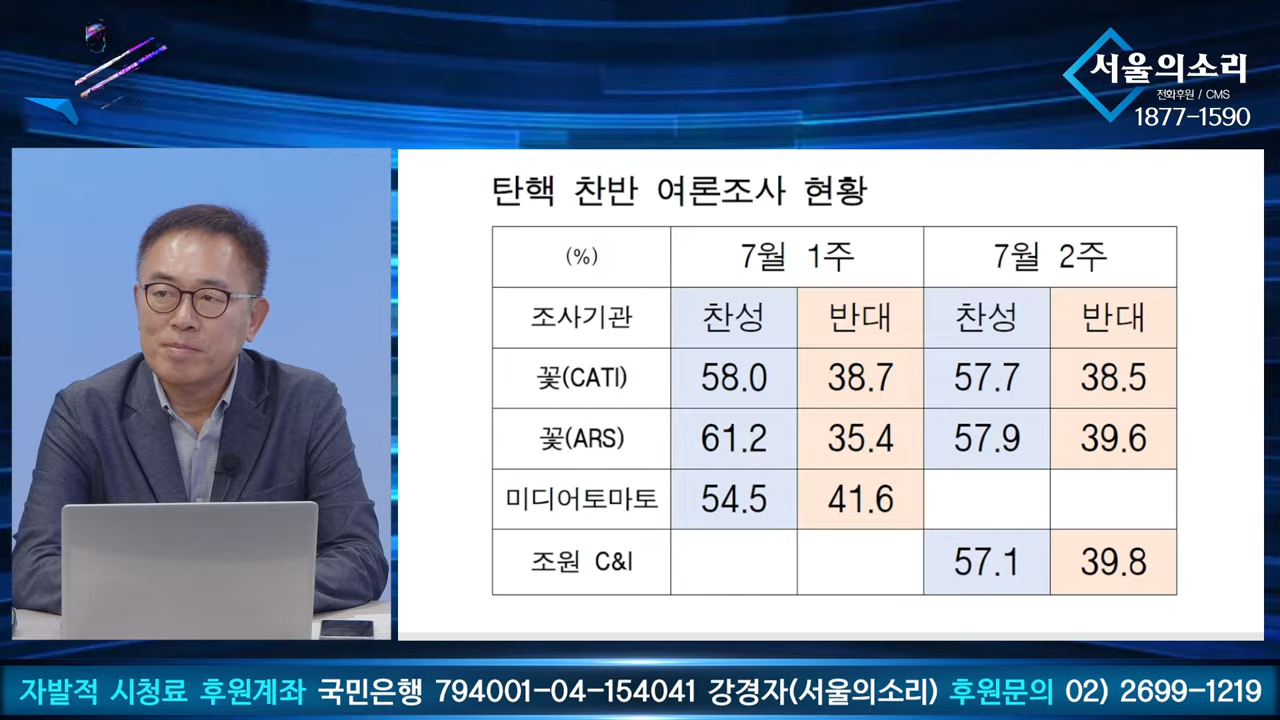 서울의소리
전화후원 / CMS
1877-1590
탄핵 찬반 여론조사 현황
(%) 7월 1주 7월 2주
조사기관 찬성 반대 찬성 반대
꽃(CATI) 58.0 38.7 57.7 38.5
꽃(ARS) 61.2 35.4 57.9 39.6
미디어토마토 54.5 41.6
조원 C&I 57.1 39.8
자발적 시청료 후원계좌 국민은행 794001-04-154041 강경자(서울의소리) 후원문의 02) 2699-1219